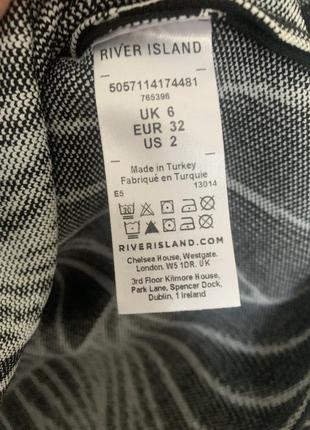 RIVER ISLAND
5057114174481
765396
UK 6
EUR 32
US 2
Made in Turkey
Fabriqué en Turquie
E5 13014
RIVERISLAND.COM
Chelsea House, Westgate.
London. W5 1DR. UK
3rd Floor Kilmore House,
Park Lane, Spencer Dock,
Dublin, 1 Ireland